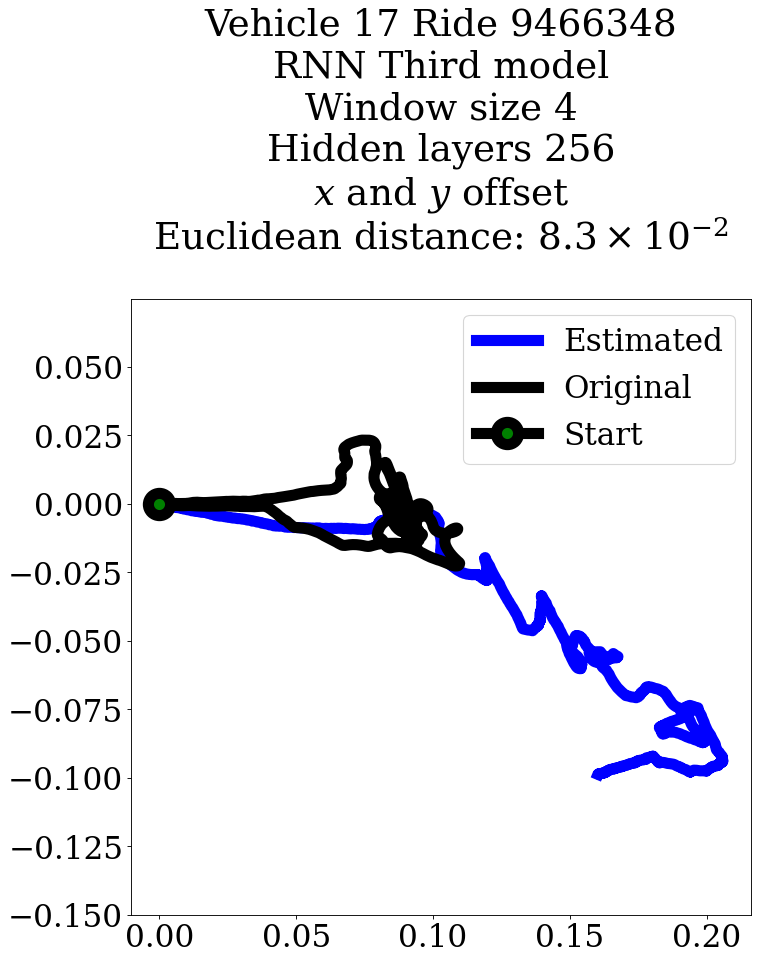 Vehicle 17 Ride 9466348
RNN Third model
Window size 4
Hidden layers 256
x and y offset
Euclidean distance: 8.3 × 10⁻²
Estimated
Original
Start
0.050
0.025
0.000
−0.025
−0.050
−0.075
−0.100
−0.125
−0.150
0.00 0.05 0.10 0.15 0.20